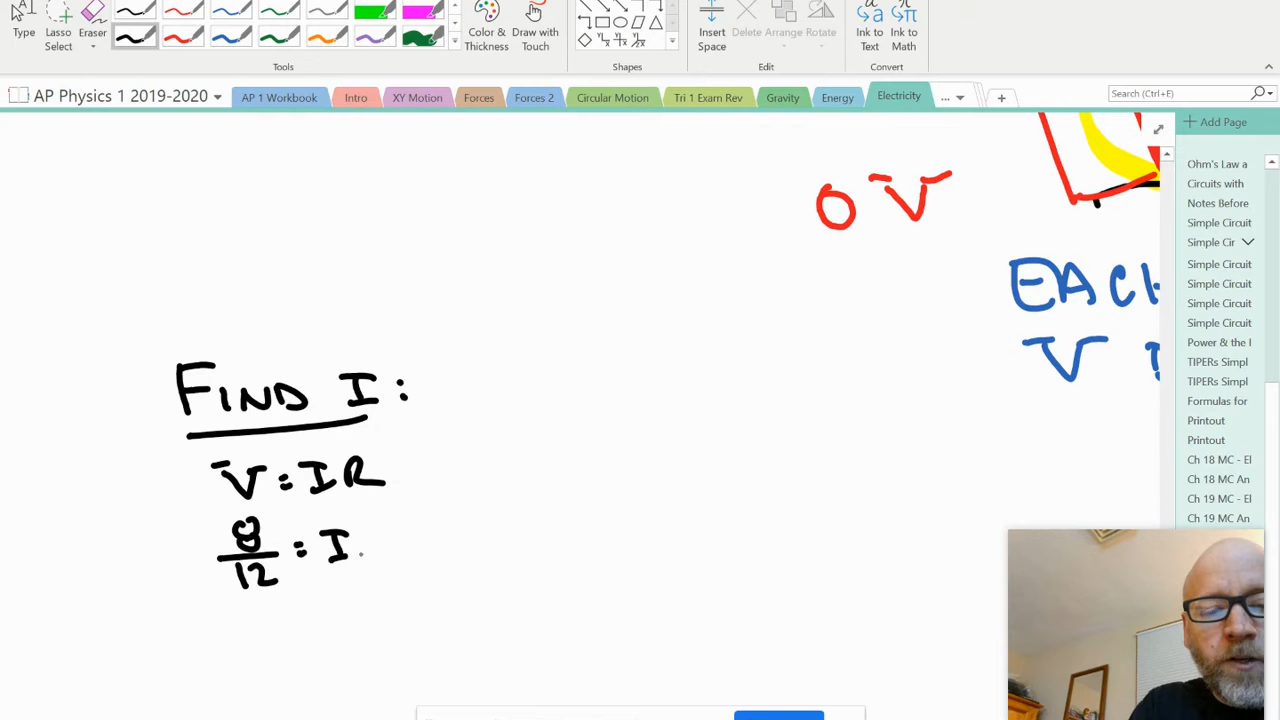 Type
Lasso
Select
Eraser
Color &
Thickness
Draw with
Touch
Insert
Space
Delete
Arrange
Rotate
Ink to
Text
Ink to
Math
Tools
Shapes
Edit
Convert
AP Physics 1 2019-2020
AP 1 Workbook
Intro
XY Motion
Forces
Forces 2
Circular Motion
Tri 1 Exam Rev
Gravity
Energy
Electricity
...
Search (Ctrl+E)
Add Page
Ohm's Law a
Circuits with
Notes Before
Simple Circuit
Simple Cir
Simple Circuit
Simple Circuit
Simple Circuit
Simple Circuit
Power & the I
TIPERs Simpl
TIPERs Simpl
Formulas for
Printout
Printout
Ch 18 MC - El
Ch 18 MC An
Ch 19 MC - El
Ch 19 MC An
0 V
EACH
V
FIND I:
V = IR
8/12 = I